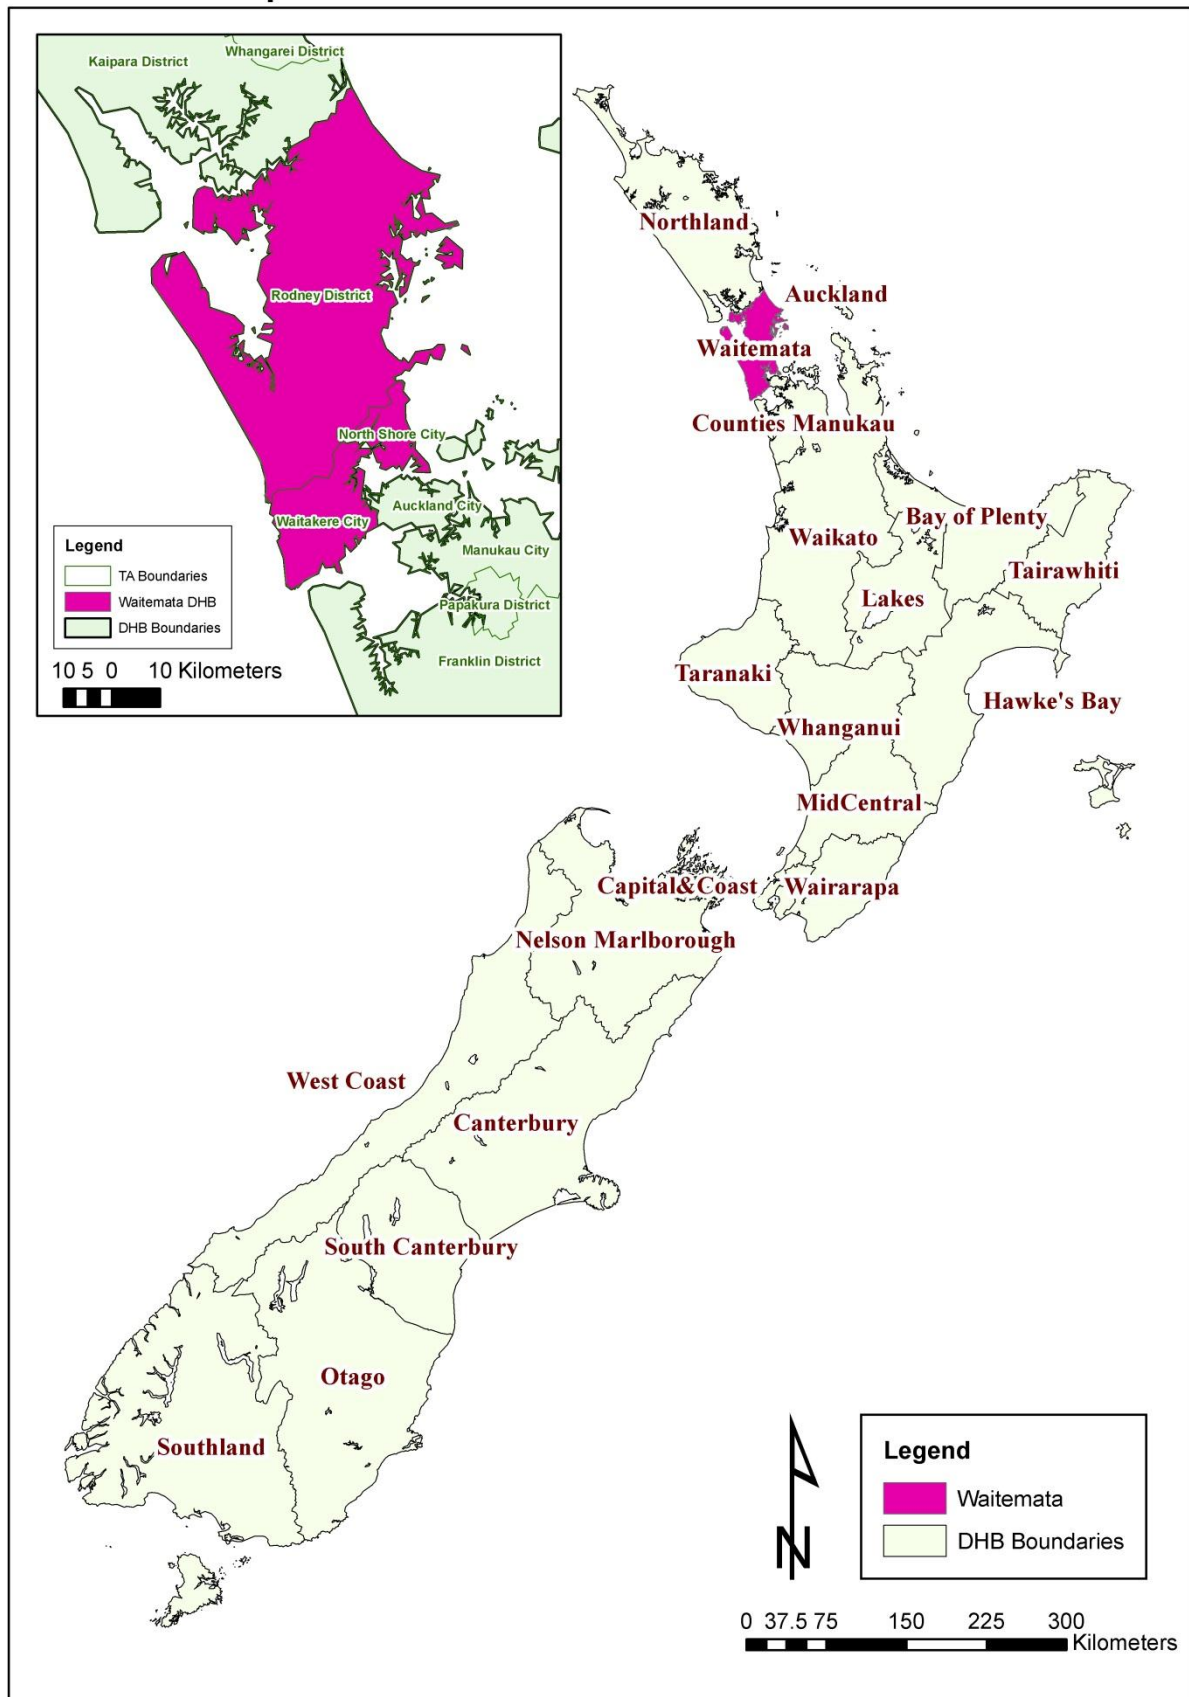 Whangarei District
Kaipara District
Rodney District
North Shore City
Auckland City
Waitakere City
Manukau City
Papakura District
Franklin District
Legend
TA Boundaries
Waitemata DHB
DHB Boundaries
10 5 0 10 Kilometers
Northland
Auckland
Waitemata
Counties Manukau
Bay of Plenty
Waikato
Tairawhiti
Lakes
Taranaki
Hawke's Bay
Whanganui
MidCentral
Capital&Coast
Wairarapa
Nelson Marlborough
West Coast
Canterbury
South Canterbury
Otago
Southland
N
Legend
Waitemata
DHB Boundaries
0 37.5 75 150 225 300
Kilometers